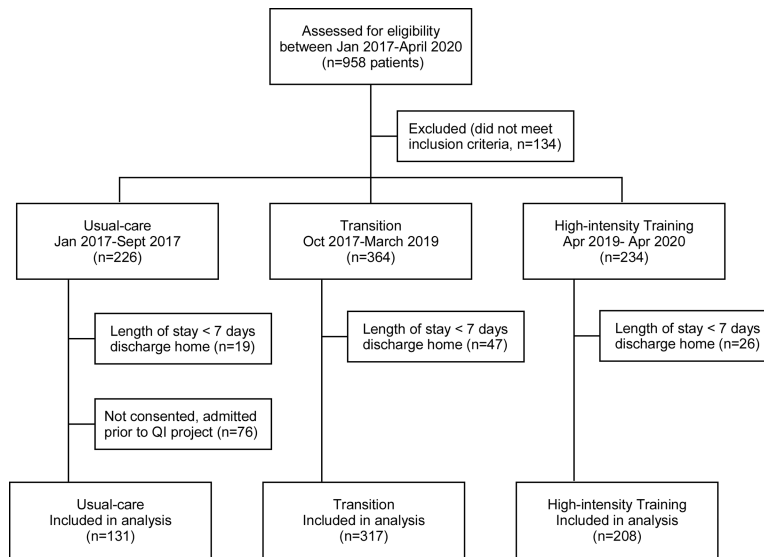 Assessed for eligibility
between Jan 2017-April 2020
(n=958 patients)
Excluded (did not meet
inclusion criteria, n=134)
Usual-care
Jan 2017-Sept 2017
(n=226)
Transition
Oct 2017-March 2019
(n=364)
High-intensity Training
Apr 2019- Apr 2020
(n=234)
Length of stay < 7 days
discharge home (n=19)
Length of stay < 7 days
discharge home (n=47)
Length of stay < 7 days
discharge home (n=26)
Not consented, admitted
prior to QI project (n=76)
Usual-care
Included in analysis
(n=131)
Transition
Included in analysis
(n=317)
High-intensity Training
Included in analysis
(n=208)